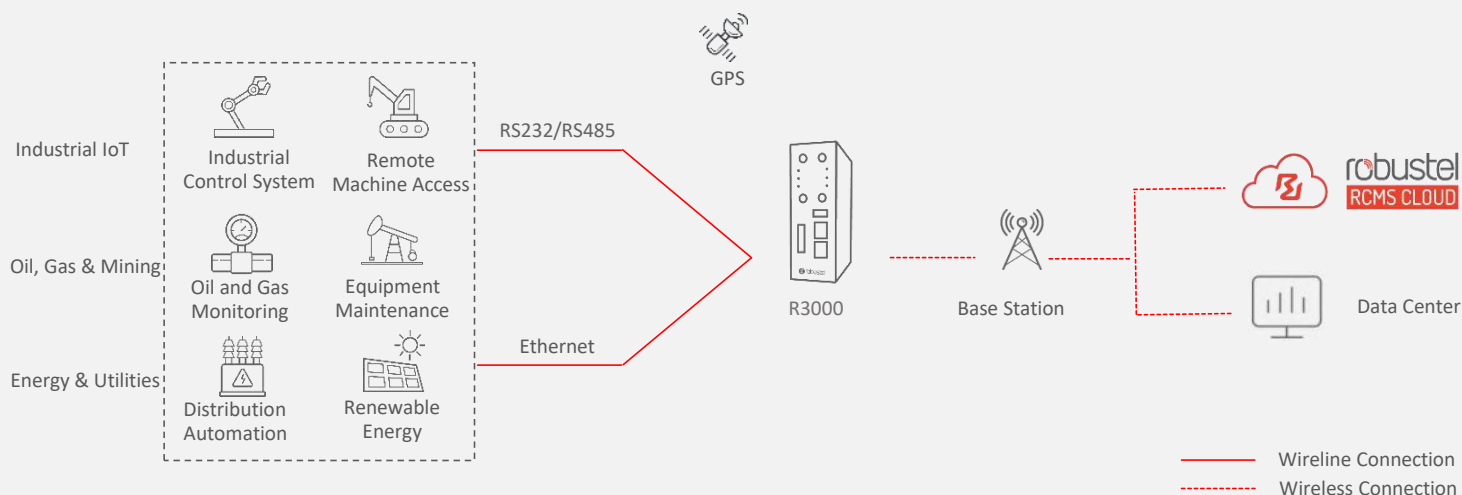 GPS
RS232/RS485
Industrial IoT
Industrial
Control System
Remote
Machine Access
robustel
RCMS CLOUD
Oil, Gas & Mining
Oil and Gas
Monitoring
Equipment
Maintenance
robustel
R3000
Base Station
Data Center
Ethernet
Energy & Utilities
Distribution
Automation
Renewable
Energy
Wireline Connection
Wireless Connection